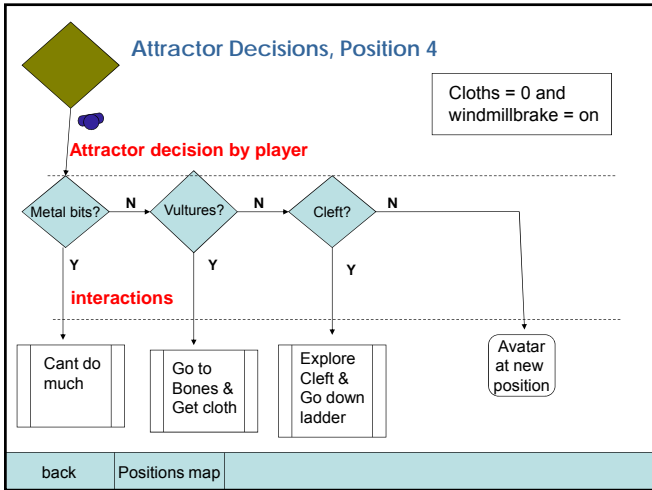 Attractor Decisions, Position 4
Cloths = 0 and
windmillbrake = on
Attractor decision by player
Metal bits?
N
Vultures?
N
Cleft?
N
Y
Y
Y
interactions
Cant do
much
Go to
Bones &
Get cloth
Explore
Cleft &
Go down
ladder
Avatar
at new
position
back
Positions map